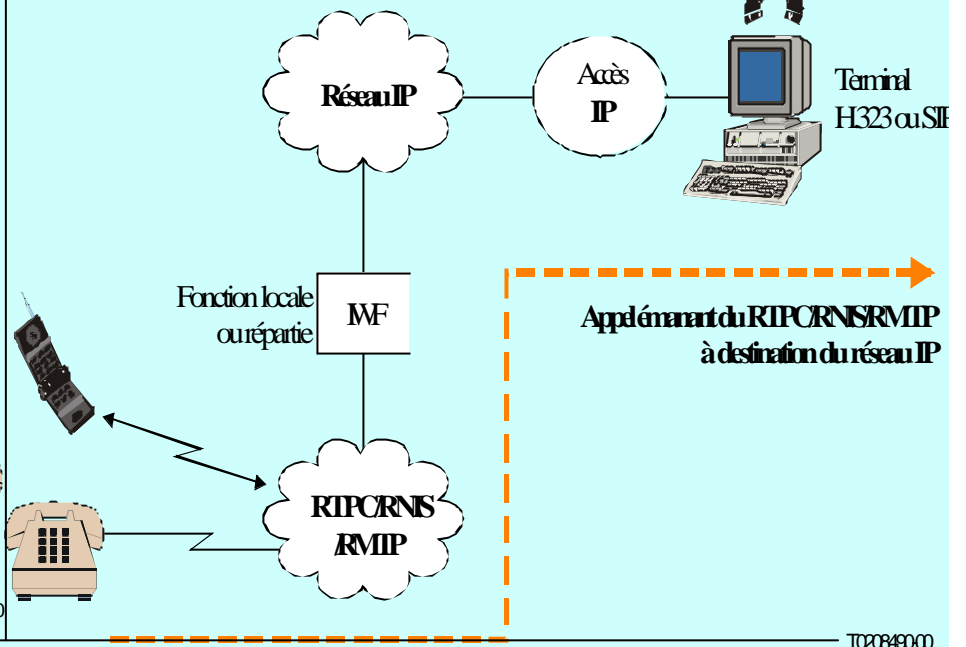 Réseau IP
Accès
IP
Terminal
H.323 ou SIP
Fonction locale
ou répartie
IWF
Appel émanant du RTPC/RNIS/RMTP
à destination du réseau IP
RTPC/RNIS
/RMTP
T0208490-00